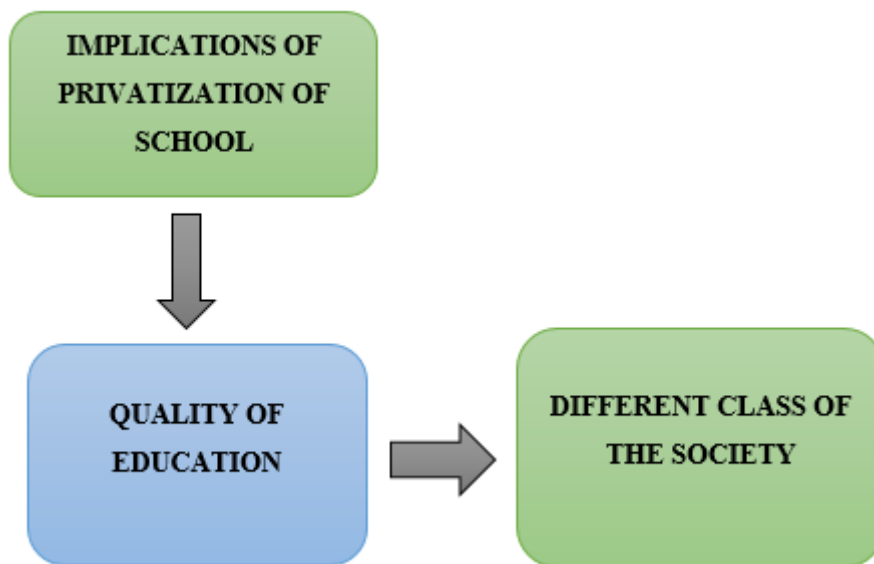 IMPLICATIONS OF
PRIVATIZATION OF
SCHOOL
QUALITY OF
EDUCATION
DIFFERENT CLASS OF
THE SOCIETY